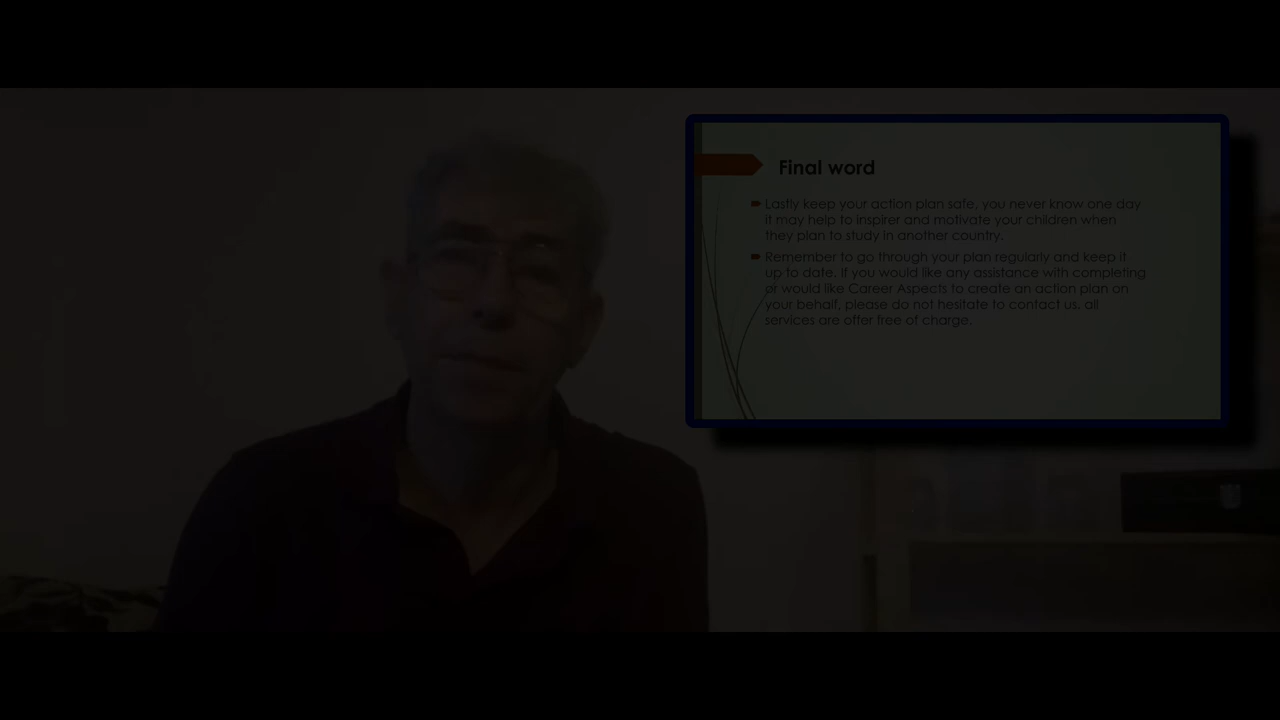 Final word
Lastly keep your action plan safe, you never know one day
it may help to inspirer and motivate your children when
they plan to study in another country.
Remember to go through your plan regularly and keep it
up to date. If you would like any assistance with completing
or would like Career Aspects to create an action plan on
your behalf, please do not hesitate to contact us. all
services are offer free of charge.